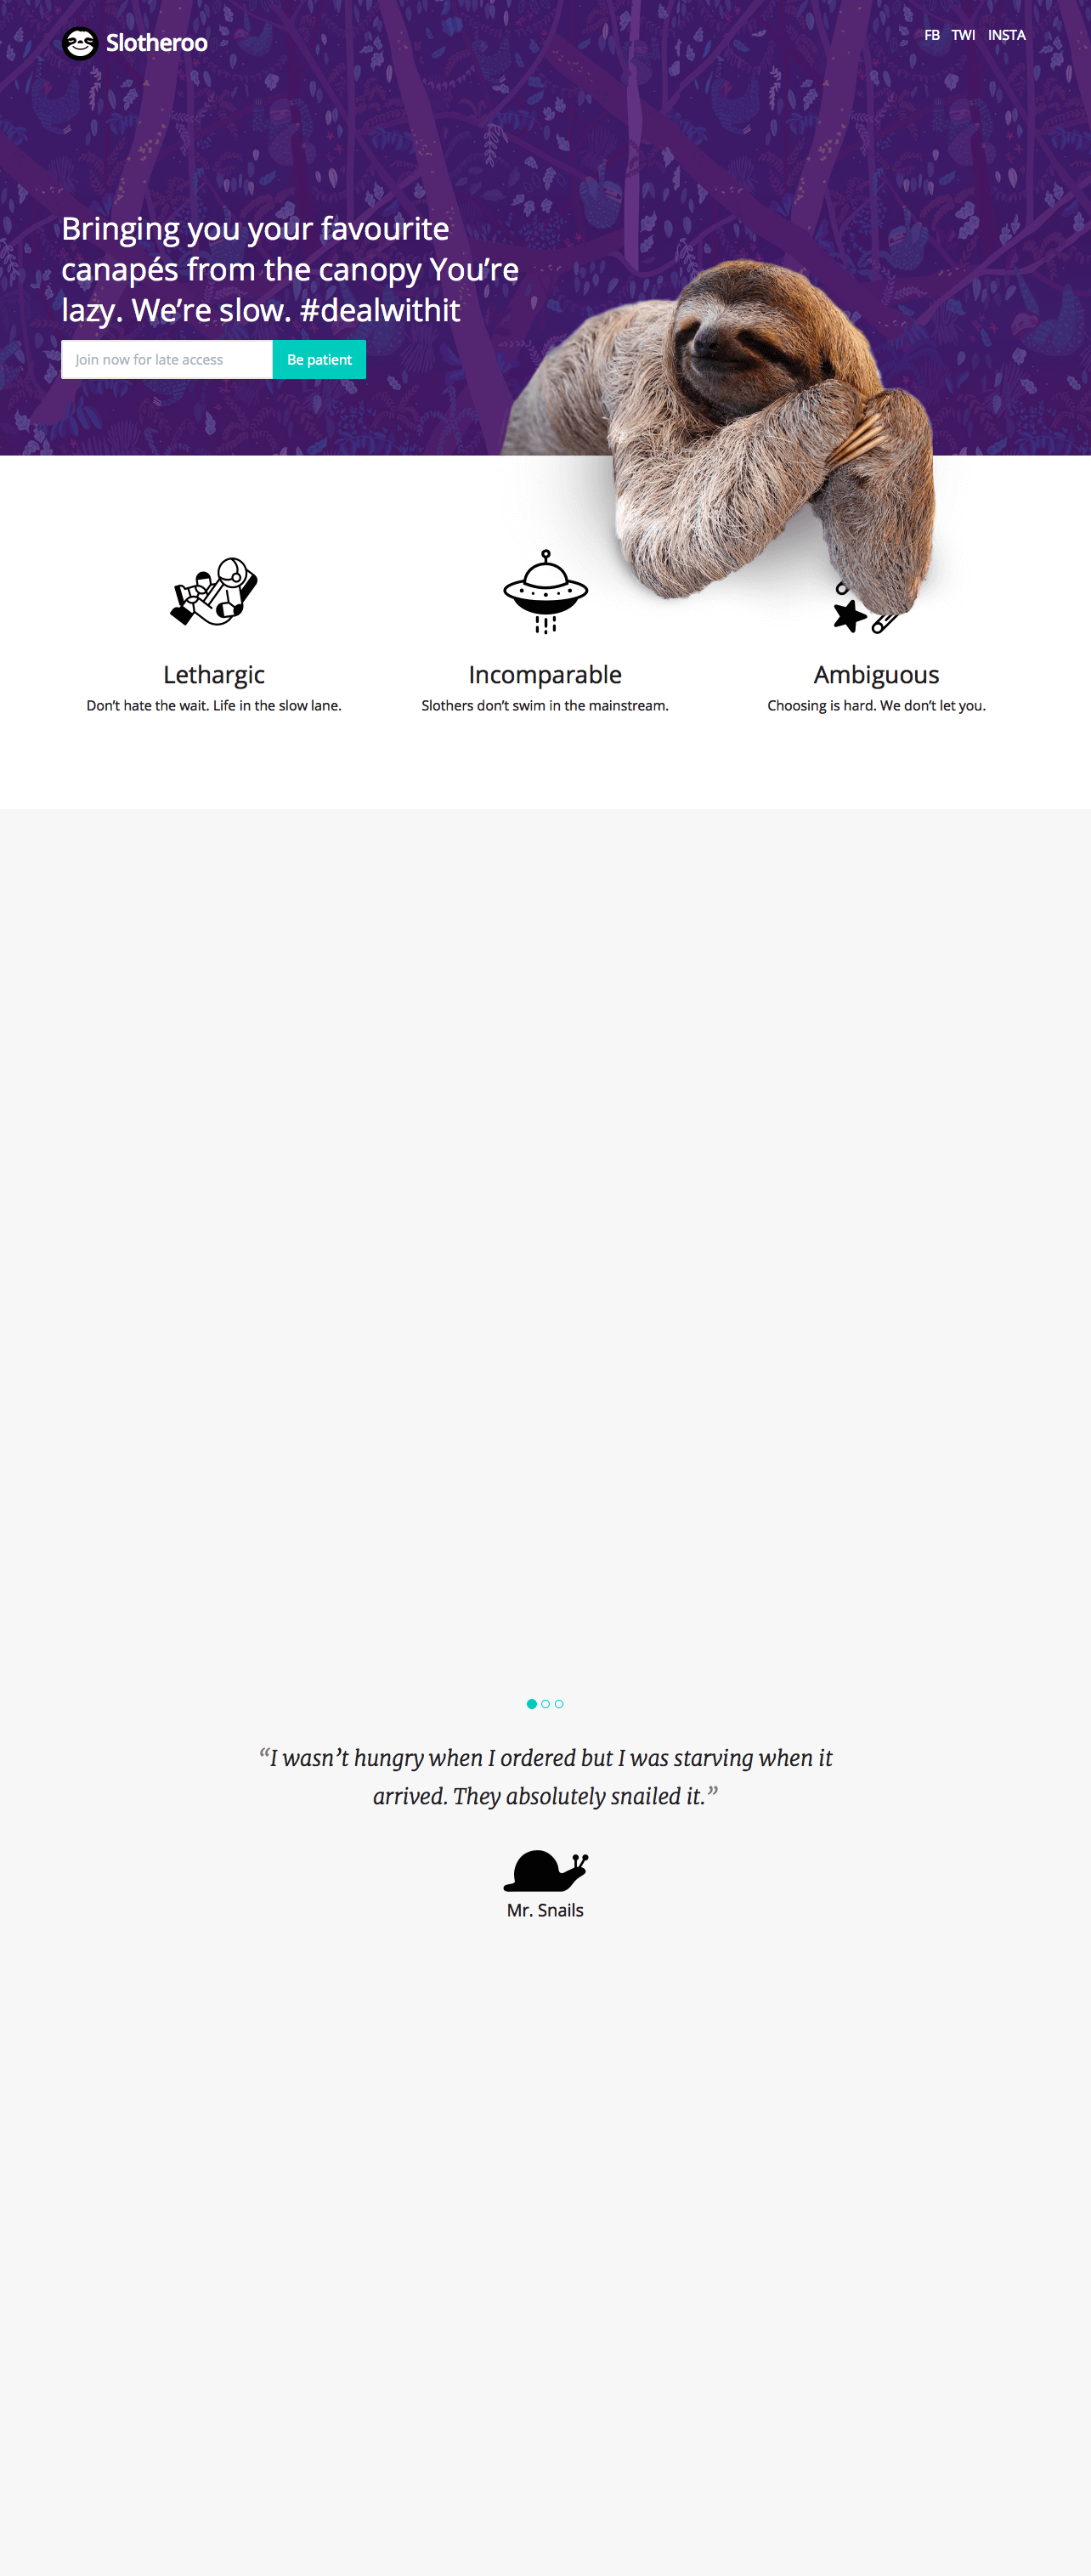 Slotheroo
FB TWI INSTA
Bringing you your favourite
canapés from the canopy You’re
lazy. We’re slow. #dealwithit
Join now for late access
Be patient
Lethargic
Don’t hate the wait. Life in the slow lane.
Incomparable
Slothers don’t swim in the mainstream.
Ambiguous
Choosing is hard. We don’t let you.
“I wasn’t hungry when I ordered but I was starving when it
arrived. They absolutely snailed it.”
Mr. Snails